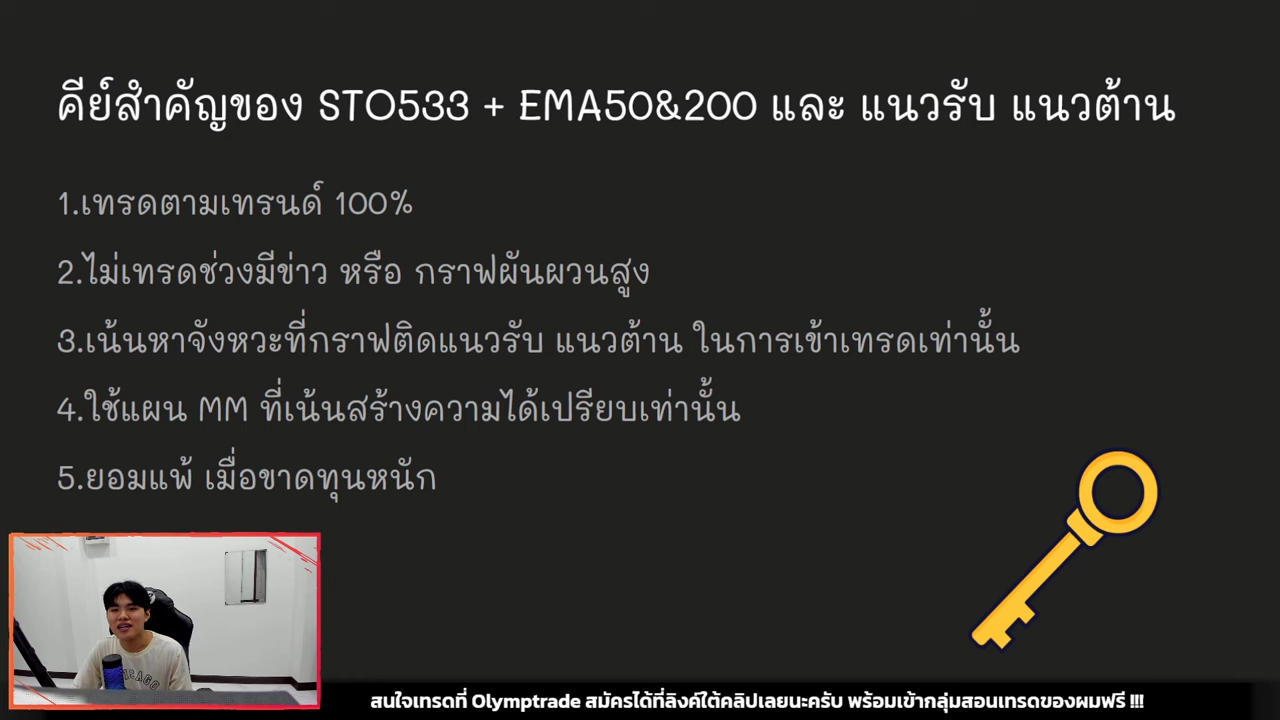 คีย์สำคัญของ STO533 + EMA50&200 และ แนวรับ แนวต้าน
1.เทรดตามเทรนด์ 100%
2.ไม่เทรดช่วงมีข่าว หรือ กราฟผันผวนสูง
3.เน้นหาจังหวะที่กราฟติดแนวรับ แนวต้าน ในการเข้าเทรดเท่านั้น
4.ใช้แผน MM ที่เน้นสร้างความได้เปรียบเท่านั้น
5.ยอมแพ้ เมื่อขาดทุนหนัก
สนใจเทรดที่ Olymptrade สมัครได้ที่ลิงค์ใต้คลิปเลยนะครับ พร้อมเข้ากลุ่มสอนเทรดของผมฟรี !!!